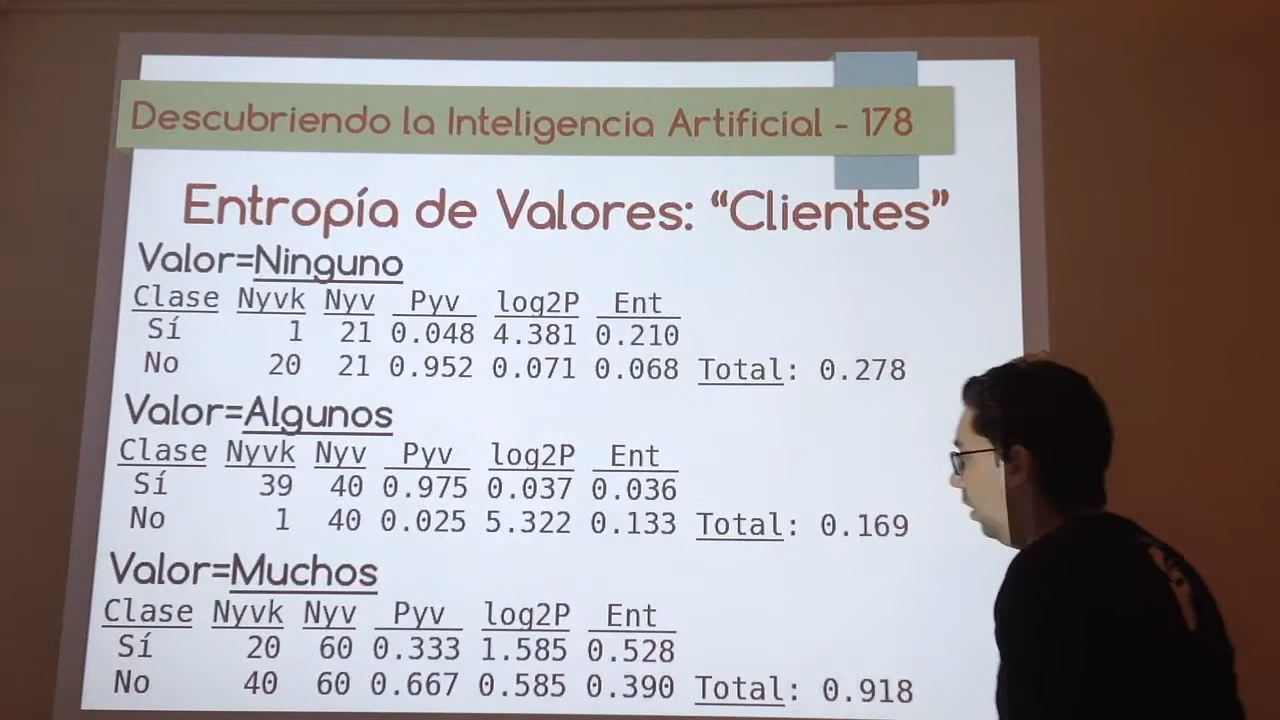 Descubriendo la Inteligencia Artificial - 178
Entropía de Valores: “Clientes”
Valor=Ninguno
Clase Nyvk Nyv Pyv log2P Ent
Sí 1 21 0.048 4.381 0.210
No 20 21 0.952 0.071 0.068 Total: 0.278
Valor=Algunos
Clase Nyvk Nyv Pyv log2P Ent
Sí 39 40 0.975 0.037 0.036
No 1 40 0.025 5.322 0.133 Total: 0.169
Valor=Muchos
Clase Nyvk Nyv Pyv log2P Ent
Sí 20 60 0.333 1.585 0.528
No 40 60 0.667 0.585 0.390 Total: 0.918